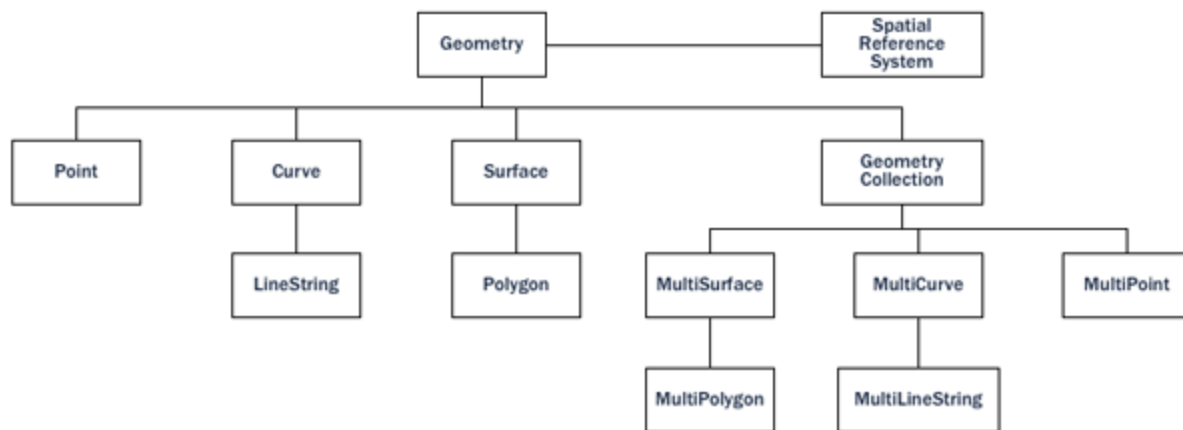 Geometry
Spatial
Reference
System
Point
Curve
Surface
Geometry
Collection
LineString
Polygon
MultiSurface
MultiCurve
MultiPoint
MultiPolygon
MultiLineString